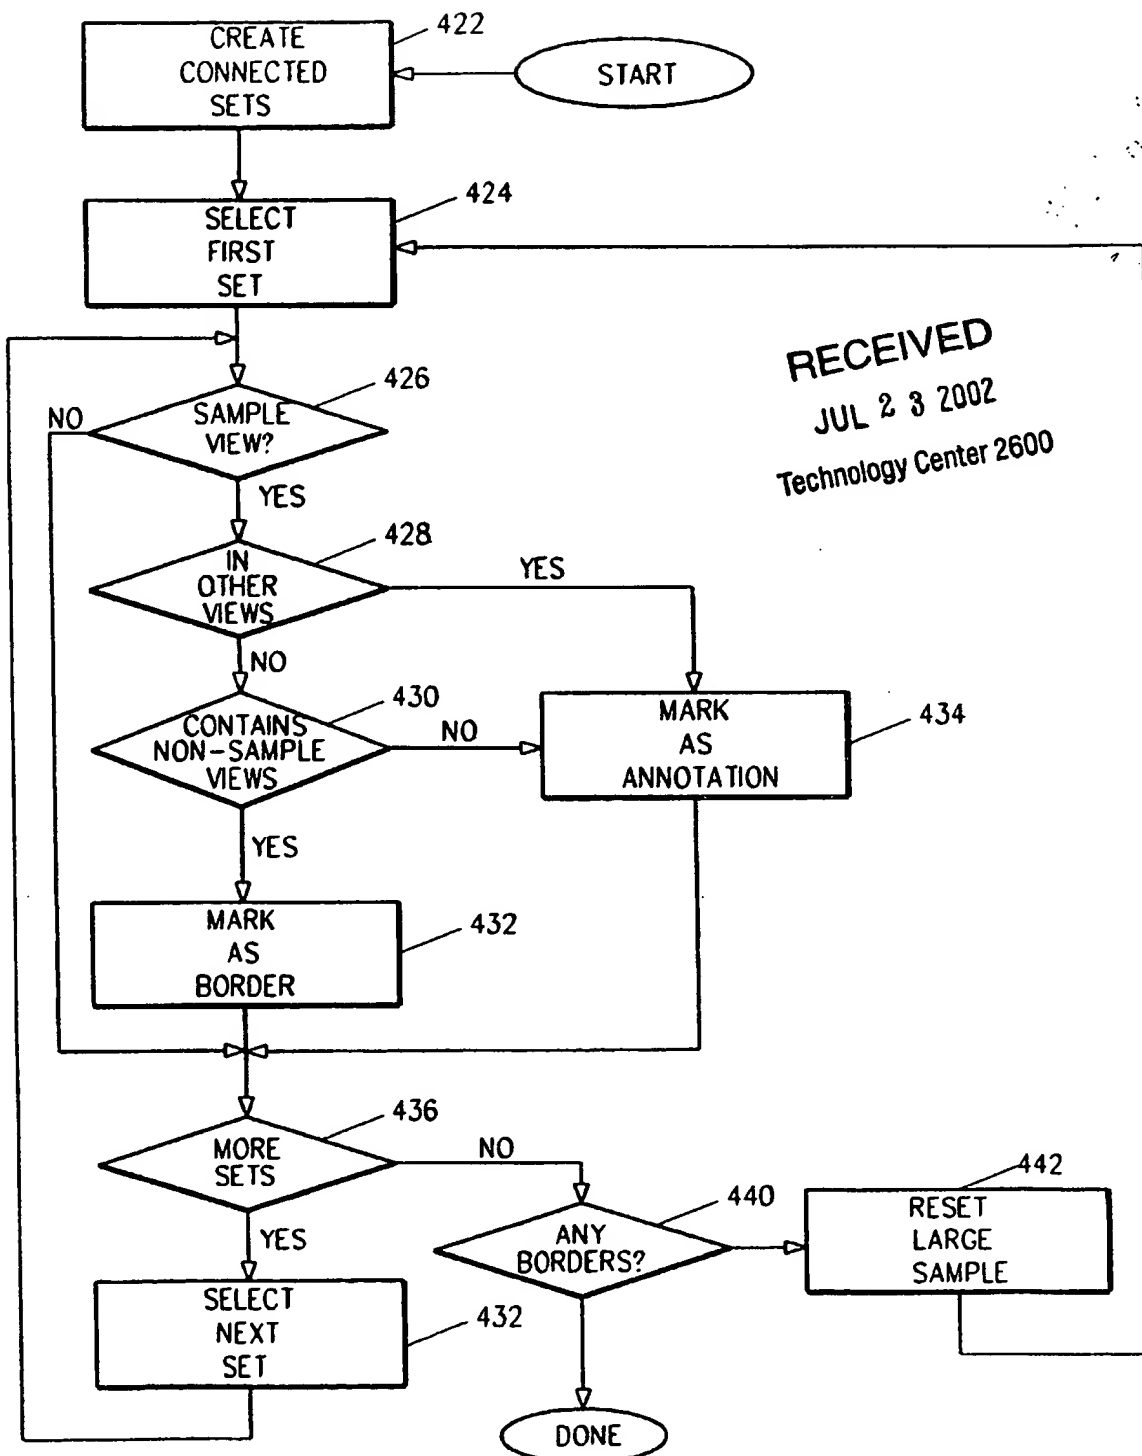 422
CREATE
CONNECTED
SETS
START
424
SELECT
FIRST
SET
RECEIVED
JUL 23 2002
Technology Center 2600
426
NO
SAMPLE
VIEW?
YES
428
IN
OTHER
VIEWS
YES
NO
430
CONTAINS
NON-SAMPLE
VIEWS
NO
MARK
AS
ANNOTATION
434
YES
MARK
AS
BORDER
432
436
MORE
SETS
NO
YES
440
ANY
BORDERS?
442
RESET
LARGE
SAMPLE
SELECT
NEXT
SET
432
DONE